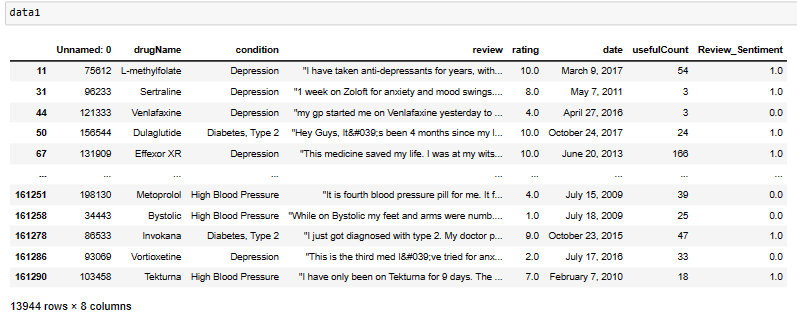 data1
Unnamed: 0 drugName condition review rating date usefulCount Review_Sentiment
11 75612 L-methylfolate Depression "I have taken anti-depressants for years, with... 10.0 March 9, 2017 54 1.0
31 96233 Sertraline Depression "1 week on Zoloft for anxiety and mood swings.... 8.0 May 7, 2011 3 1.0
44 121333 Venlafaxine Depression "my gp started me on Venlafaxine yesterday to ... 4.0 April 27, 2016 3 0.0
50 156544 Dulaglutide Diabetes, Type 2 "Hey Guys, It&#039;s been 4 months since my l... 10.0 October 24, 2017 24 1.0
67 131909 Effexor XR Depression "This medicine saved my life. I was at my wits... 10.0 June 20, 2013 166 1.0
... ... ... ... ... ... ... ... ...
161251 198130 Metoprolol High Blood Pressure "It is fourth blood pressure pill for me. It f... 4.0 July 15, 2009 39 0.0
161258 34443 Bystolic High Blood Pressure "While on Bystolic my feet and arms were numb.... 1.0 July 18, 2009 25 0.0
161278 86533 Invokana Diabetes, Type 2 "I just got diagnosed with type 2. My doctor p... 9.0 October 23, 2015 47 1.0
161286 93069 Vortioxetine Depression "This is the third med I&#039;ve tried for anx... 2.0 July 17, 2016 33 0.0
161290 103458 Tekturna High Blood Pressure "I have only been on Tekturna for 9 days. The ... 7.0 February 7, 2010 18 1.0
13944 rows × 8 columns